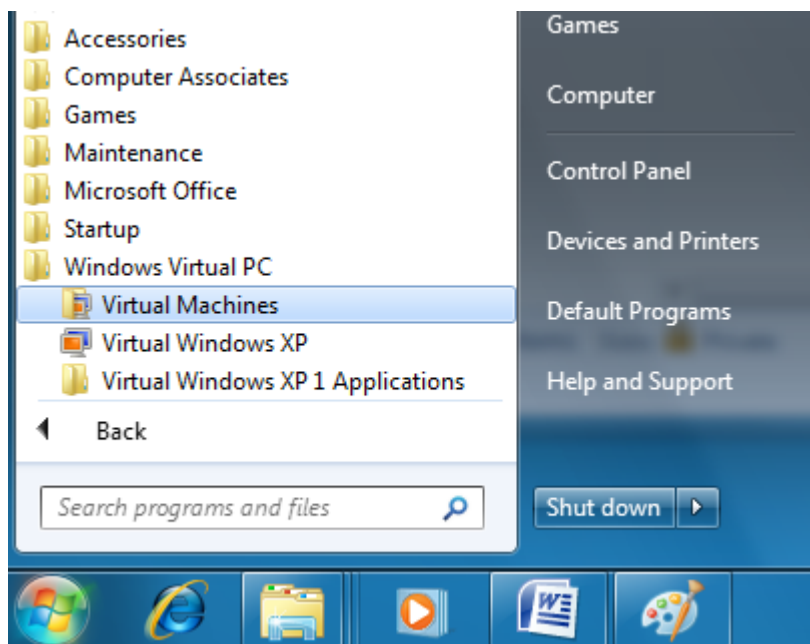 Accessories
Computer Associates
Games
Maintenance
Microsoft Office
Startup
Windows Virtual PC
Virtual Machines
Virtual Windows XP
Virtual Windows XP 1 Applications
Back
Search programs and files
Games
Computer
Control Panel
Devices and Printers
Default Programs
Help and Support
Shut down